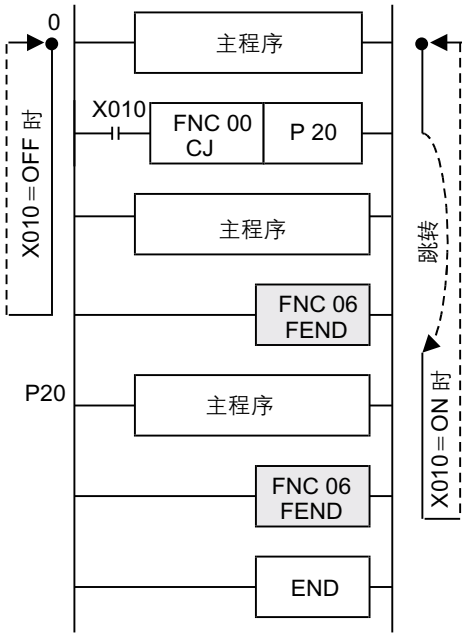 0
主程序
X010
FNC 00
CJ
P 20
主程序
FNC 06
FEND
P20
主程序
FNC 06
FEND
END
X010=OFF 时
跳转
X010=ON 时